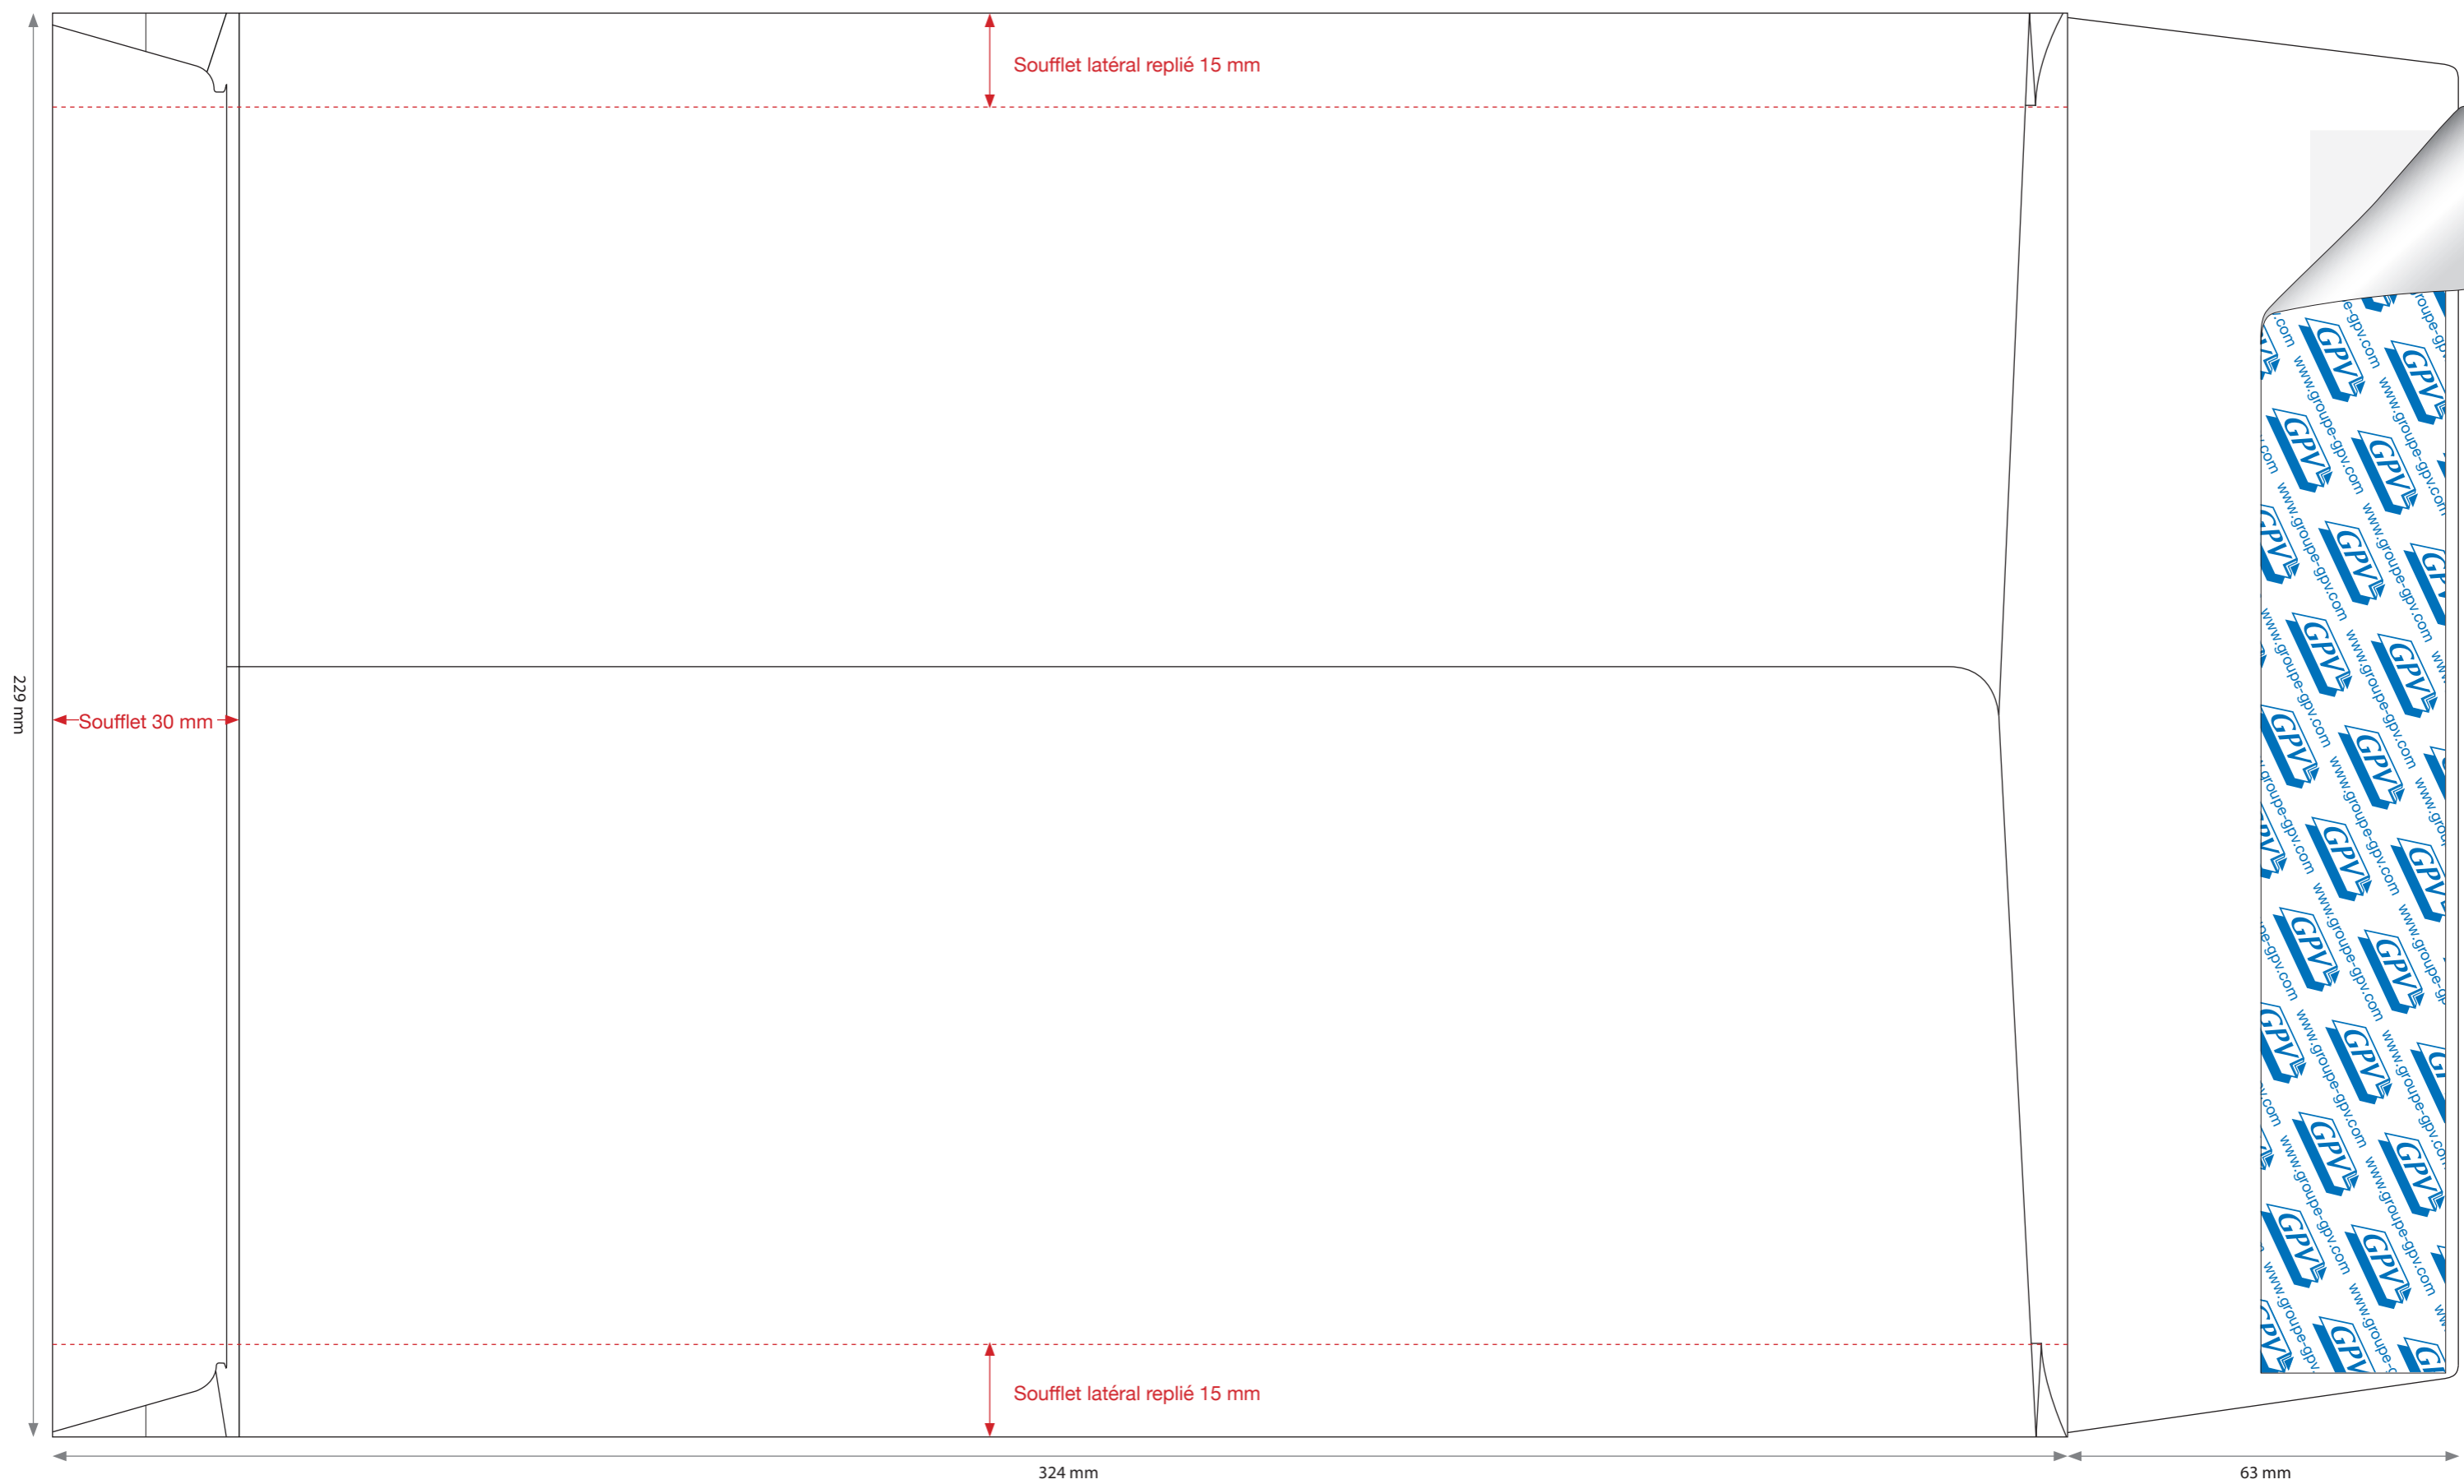 Soufflet latéral replié 15 mm
229 mm
Soufflet 30 mm
GPV
www.groupe-gpv.com
Soufflet latéral replié 15 mm
324 mm
63 mm